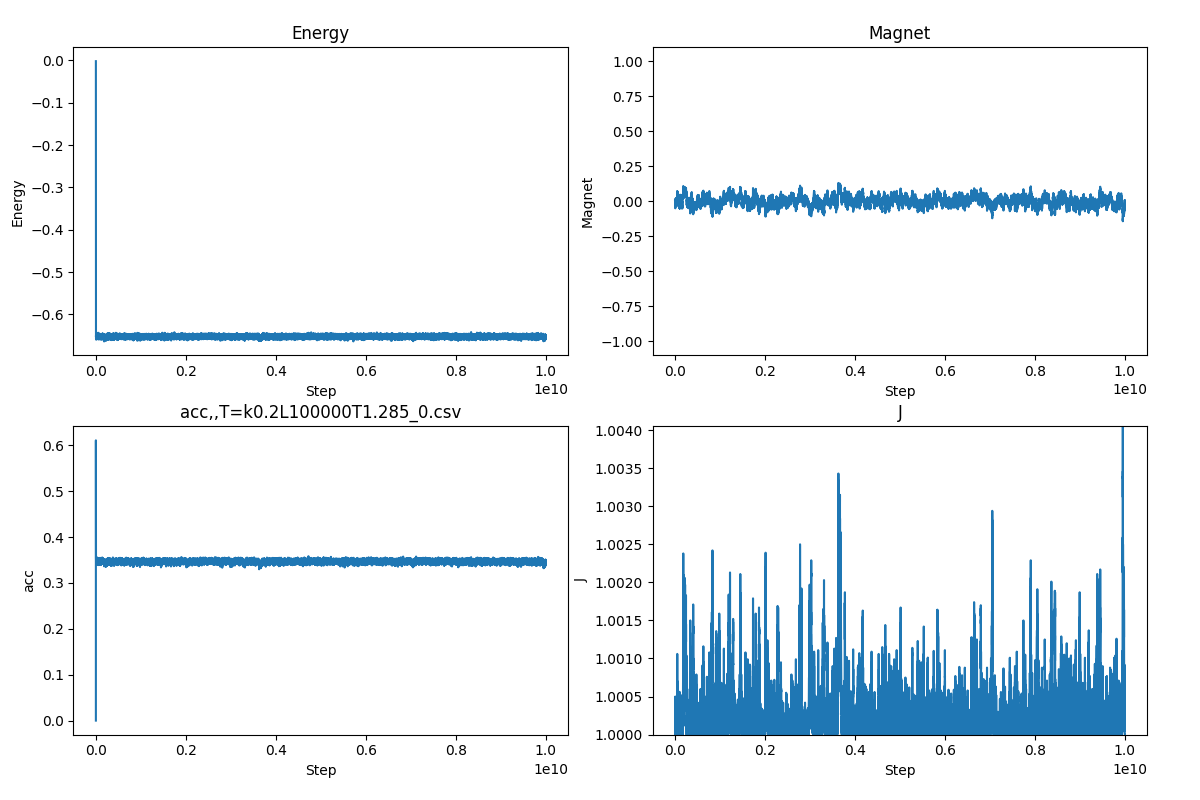 Energy
0.0
−0.1
−0.2
−0.3
−0.4
−0.5
−0.6
Energy
0.0 0.2 0.4 0.6 0.8 1.0
Step
1e10
Magnet
1.00
0.75
0.50
0.25
0.00
−0.25
−0.50
−0.75
−1.00
Magnet
0.0 0.2 0.4 0.6 0.8 1.0
Step
1e10
acc,,T=k0.2L100000T1.285_0.csv
0.6
0.5
0.4
0.3
0.2
0.1
0.0
acc
0.0 0.2 0.4 0.6 0.8 1.0
Step
1e10
J
1.0040
1.0035
1.0030
1.0025
1.0020
1.0015
1.0010
1.0005
1.0000
J
0.0 0.2 0.4 0.6 0.8 1.0
Step
1e10